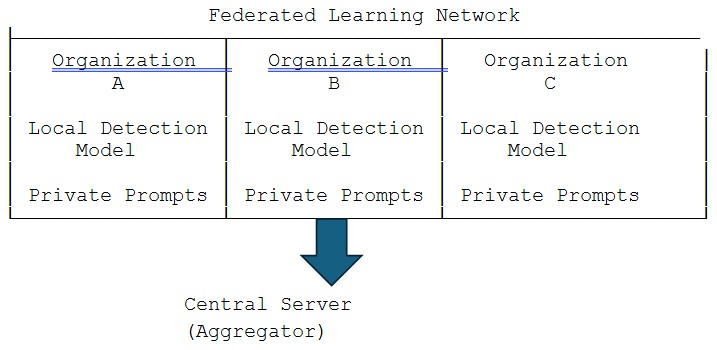 Federated Learning Network
Organization Organization Organization
A B C
Local Detection Local Detection Local Detection
Model Model Model
Private Prompts Private Prompts Private Prompts
Central Server
(Aggregator)